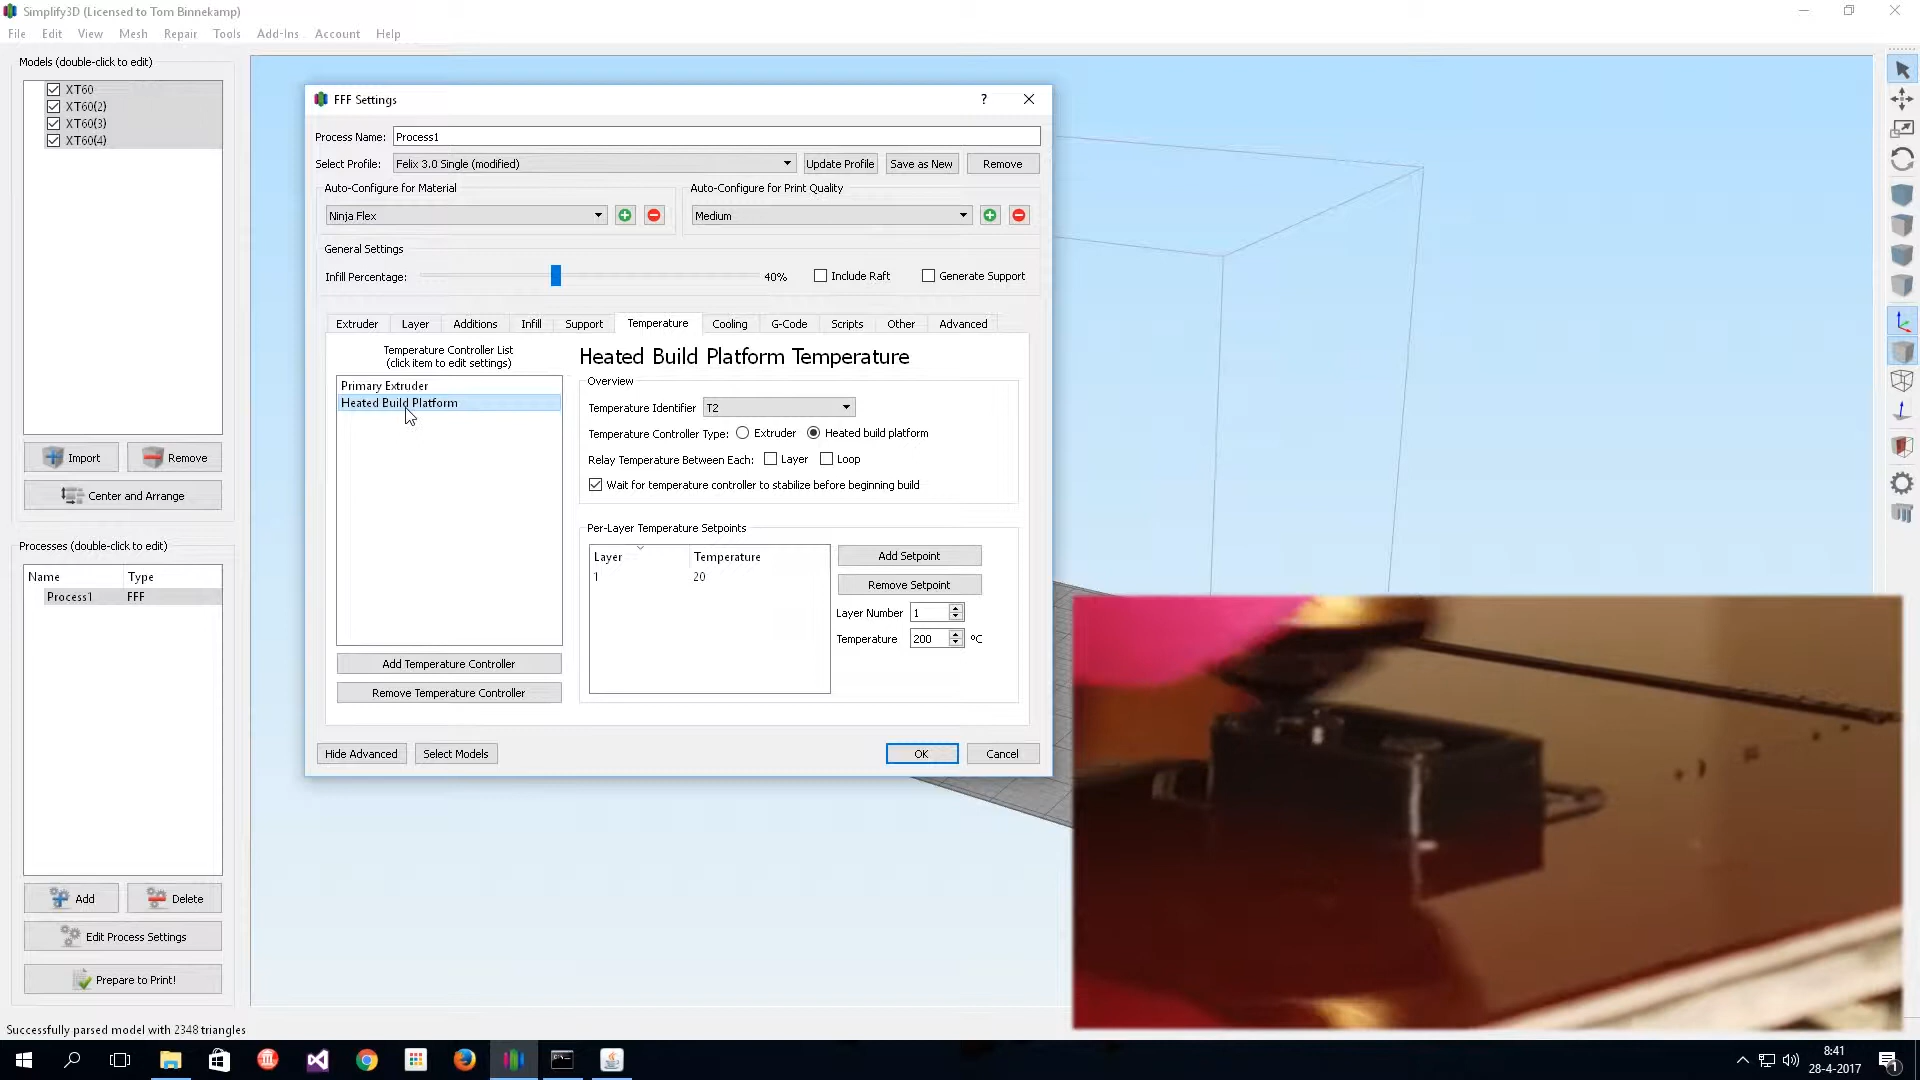 Simplify3D (Licensed to Tom Binnekamp)
File Edit View Mesh Repair Tools Add-Ins Account Help
Models (double-click to edit)
XT60
XT60(2)
XT60(3)
XT60(4)
Import Remove
Center and Arrange
Processes (double-click to edit)
Name Type
Process1 FFF
Add Delete
Edit Process Settings
Prepare to Print!
Successfully parsed model with 2348 triangles
FFF Settings ?
Process Name: Process1
Select Profile: Felix 3.0 Single (modified) Update Profile Save as New Remove
Auto-Configure for Material Auto-Configure for Print Quality
Ninja Flex Medium
General Settings
Infill Percentage: 40% Include Raft Generate Support
Extruder Layer Additions Infill Support Temperature Cooling G-Code Scripts Other Advanced
Temperature Controller List
(click item to edit settings)
Primary Extruder
Heated Build Platform
Add Temperature Controller
Remove Temperature Controller
Heated Build Platform Temperature
Overview
Temperature Identifier T2
Temperature Controller Type: Extruder Heated build platform
Relay Temperature Between Each: Layer Loop
Wait for temperature controller to stabilize before beginning build
Per-Layer Temperature Setpoints
Layer Temperature
1 20
Add Setpoint
Remove Setpoint
Layer Number 1
Temperature 200 ºC
Hide Advanced Select Models OK Cancel
8:41
28-4-2017
1